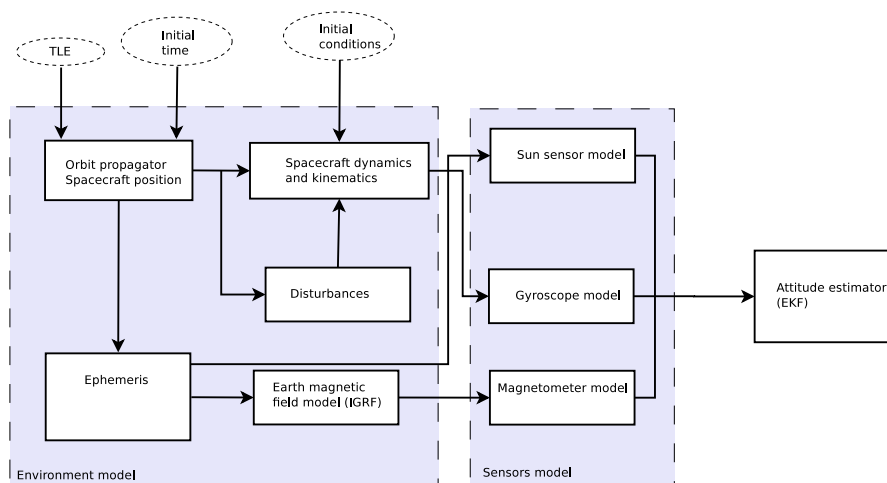 TLE
Initial
time
Initial
conditions
Orbit propagator
Spacecraft position
Spacecraft dynamics
and kinematics
Sun sensor model
Disturbances
Gyroscope model
Attitude estimator
(EKF)
Ephemeris
Earth magnetic
field model (IGRF)
Magnetometer model
Environment model
Sensors model